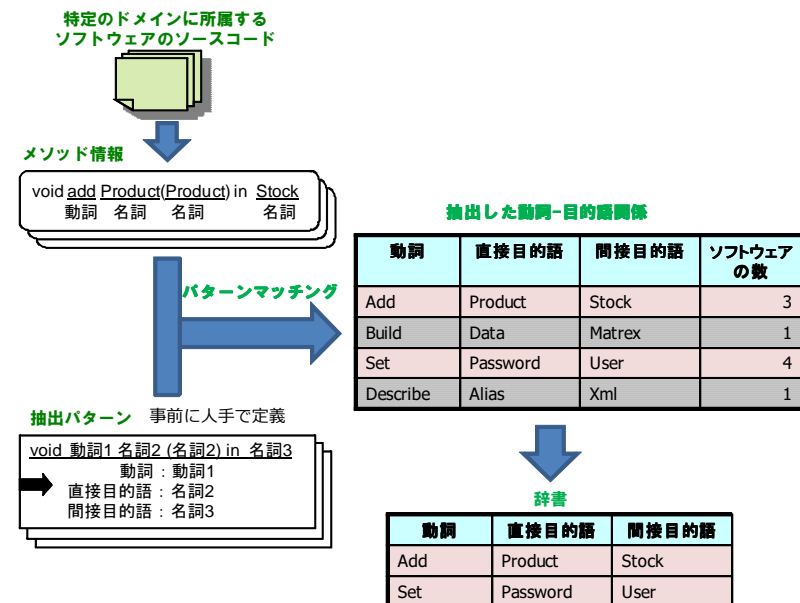 特定のドメインに所属する
ソフトウェアのソースコード
メソッド情報
void add Product(Product) in Stock
動詞 名詞 名詞 名詞
パターンマッチング
抽出パターン 事前に人手で定義
void 動詞1 名詞2 (名詞2) in 名詞3
動詞：動詞1
直接目的語：名詞2
間接目的語：名詞3
抽出した動詞-目的語関係
動詞 直接目的語 間接目的語 ソフトウェア
の数
Add Product Stock 3
Build Data Matrex 1
Set Password User 4
Describe Alias Xml 1
辞書
動詞 直接目的語 間接目的語
Add Product Stock
Set Password User